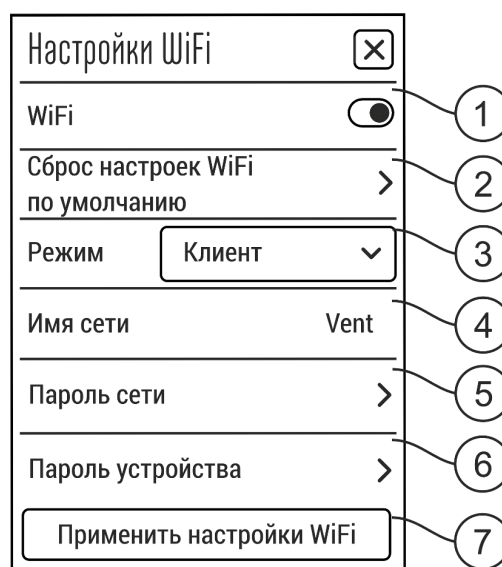 Настройки WiFi
WiFi
1
Сброс настроек WiFi
по умолчанию
2
Режим Клиент
3
Имя сети Vent
4
Пароль сети
5
Пароль устройства
6
Применить настройки WiFi
7